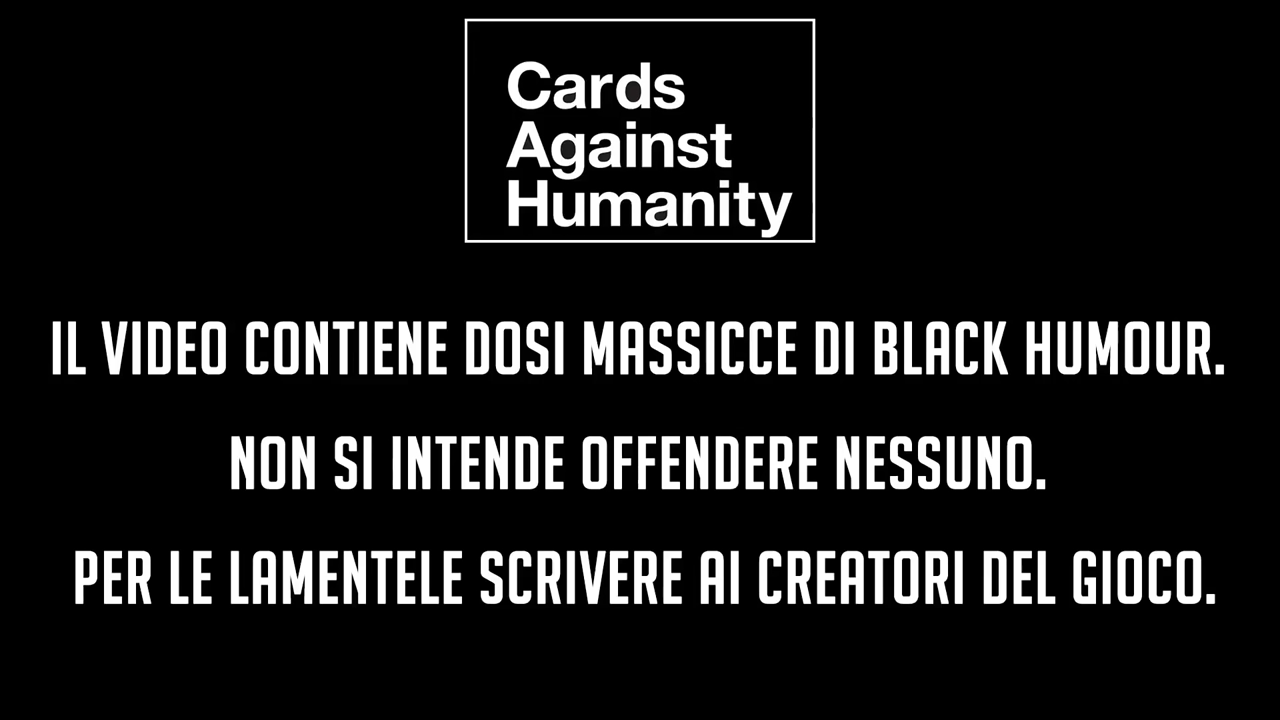 Cards
Against
Humanity
IL VIDEO CONTIENE DOSI MASSICCE DI BLACK HUMOUR.
NON SI INTENDE OFFENDERE NESSUNO.
PER LE LAMENTELE SCRIVERE AI CREATORI DEL GIOCO.